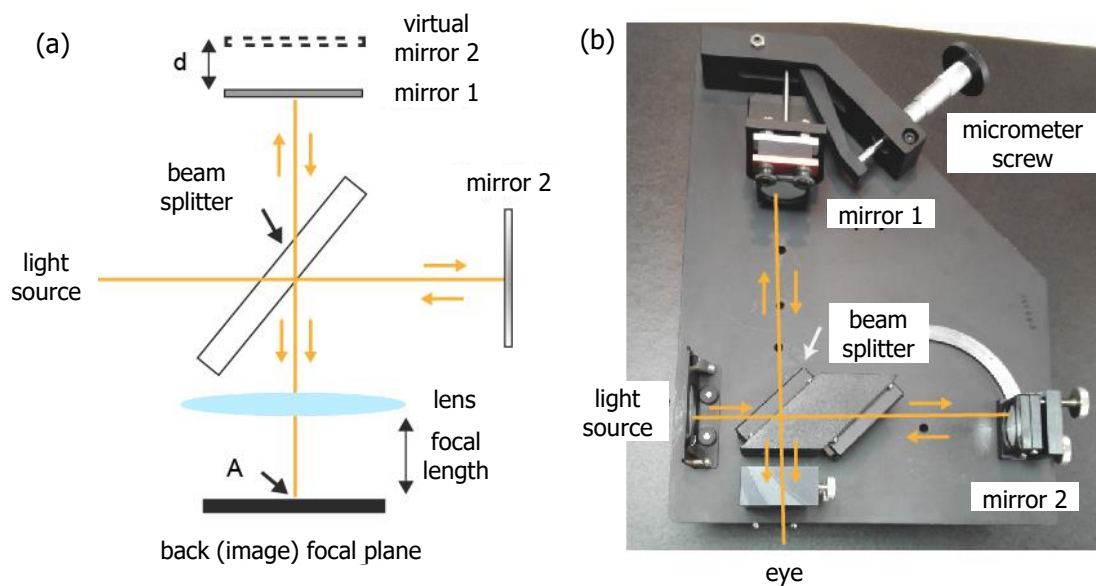 (a)
virtual
mirror 2
d
mirror 1
beam
splitter
mirror 2
light
source
lens
focal
length
A
back (image) focal plane
(b)
micrometer
screw
mirror 1
beam
splitter
light
source
mirror 2
eye